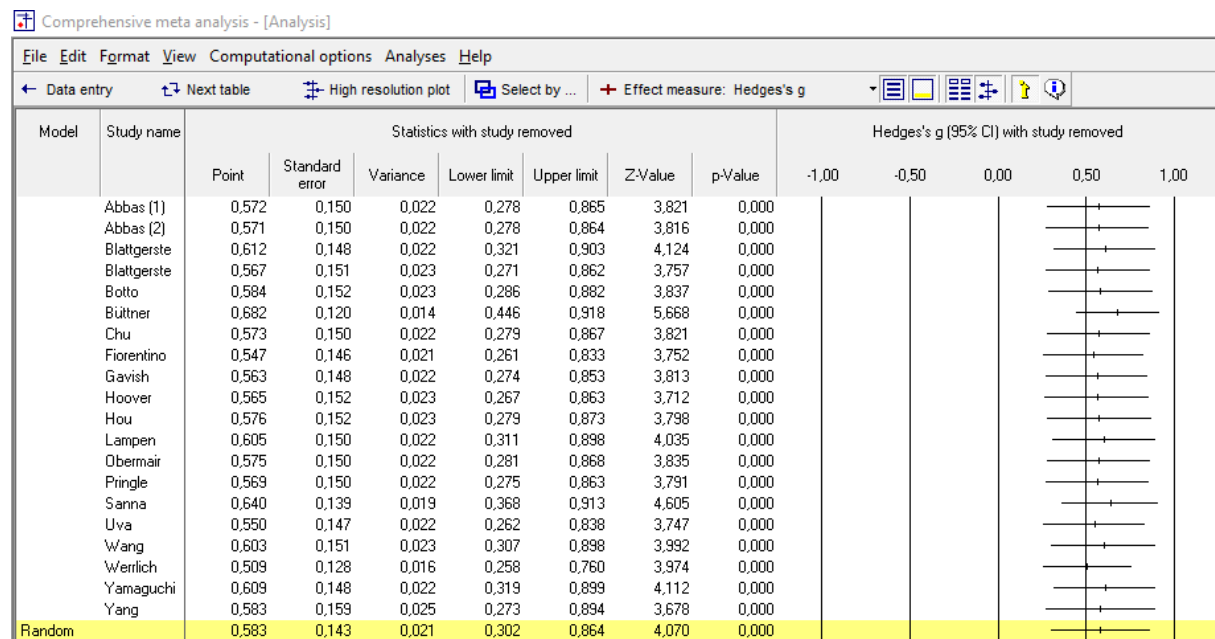 Comprehensive meta analysis - [Analysis]
File Edit Format View Computational options Analyses Help
Data entry Next table High resolution plot Select by ... Effect measure: Hedges's g
Model Study name Statistics with study removed Hedges's g (95% CI) with study removed
Point Standard error Variance Lower limit Upper limit Z-Value p-Value -1,00 -0,50 0,00 0,50 1,00
Abbas (1) 0,572 0,150 0,022 0,278 0,865 3,821 0,000
Abbas (2) 0,571 0,150 0,022 0,278 0,864 3,816 0,000
Blattgerste 0,612 0,148 0,022 0,321 0,903 4,124 0,000
Blattgerste 0,567 0,151 0,023 0,271 0,862 3,757 0,000
Botto 0,584 0,152 0,023 0,286 0,882 3,837 0,000
Büttner 0,682 0,120 0,014 0,446 0,918 5,668 0,000
Chu 0,573 0,150 0,022 0,279 0,867 3,821 0,000
Fiorentino 0,547 0,146 0,021 0,261 0,833 3,752 0,000
Gavish 0,563 0,148 0,022 0,274 0,853 3,813 0,000
Hoover 0,565 0,152 0,023 0,267 0,863 3,712 0,000
Hou 0,576 0,152 0,023 0,279 0,873 3,798 0,000
Lampen 0,605 0,150 0,022 0,311 0,898 4,035 0,000
Obermair 0,575 0,150 0,022 0,281 0,868 3,835 0,000
Pringle 0,569 0,150 0,022 0,275 0,863 3,791 0,000
Sanna 0,640 0,139 0,019 0,368 0,913 4,605 0,000
Uva 0,550 0,147 0,022 0,262 0,838 3,747 0,000
Wang 0,603 0,151 0,023 0,307 0,898 3,992 0,000
Werrlich 0,509 0,128 0,016 0,258 0,760 3,974 0,000
Yamaguchi 0,609 0,148 0,022 0,319 0,899 4,112 0,000
Yang 0,583 0,159 0,025 0,273 0,894 3,678 0,000
Random 0,583 0,143 0,021 0,302 0,864 4,070 0,000